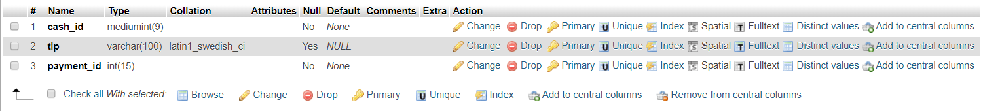 # Name Type Collation Attributes Null Default Comments Extra Action
1 cash_id mediumint(9) No None Change Drop Primary Unique Index Spatial Fulltext Distinct values Add to central columns
2 tip varchar(100) latin1_swedish_ci Yes NULL Change Drop Primary Unique Index Spatial Fulltext Distinct values Add to central columns
3 payment_id int(15) No None Change Drop Primary Unique Index Spatial Fulltext Distinct values Add to central columns
Check all With selected: Browse Change Drop Primary Unique Index Add to central columns Remove from central columns